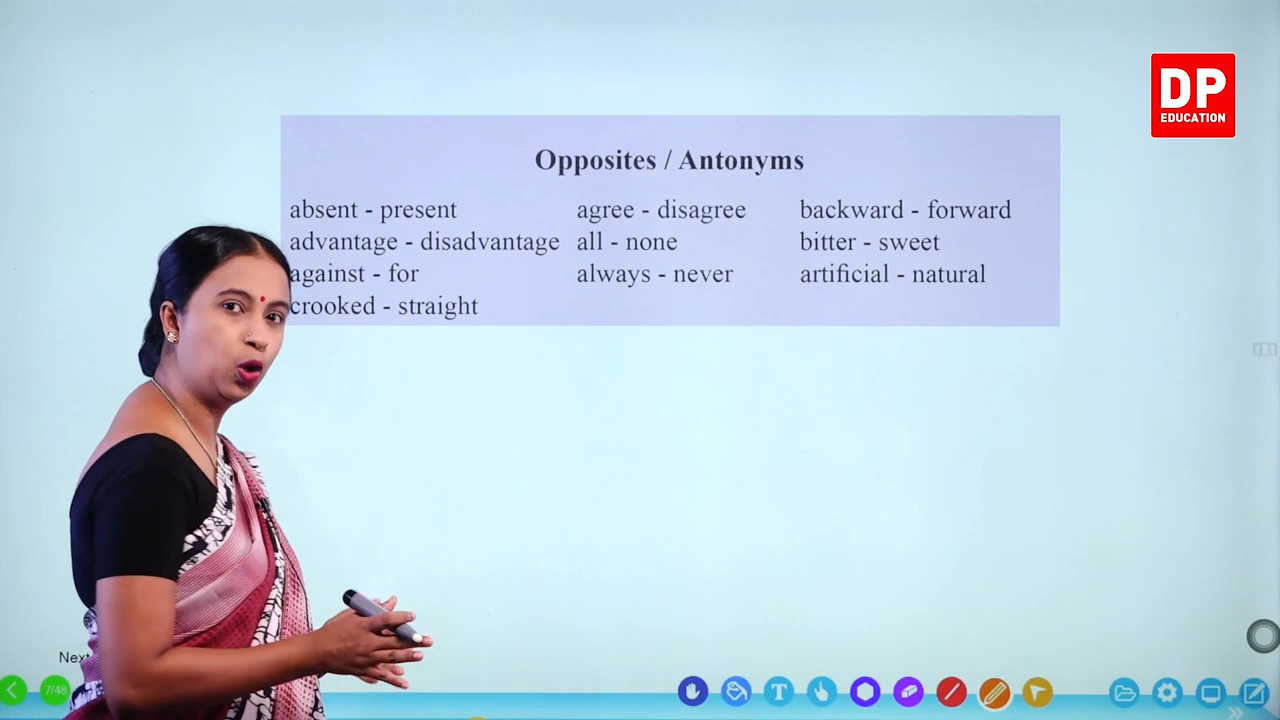 DP
EDUCATION
Opposites / Antonyms
absent - present agree - disagree backward - forward
advantage - disadvantage all - none bitter - sweet
against - for always - never artificial - natural
crooked - straight
Next
7/48